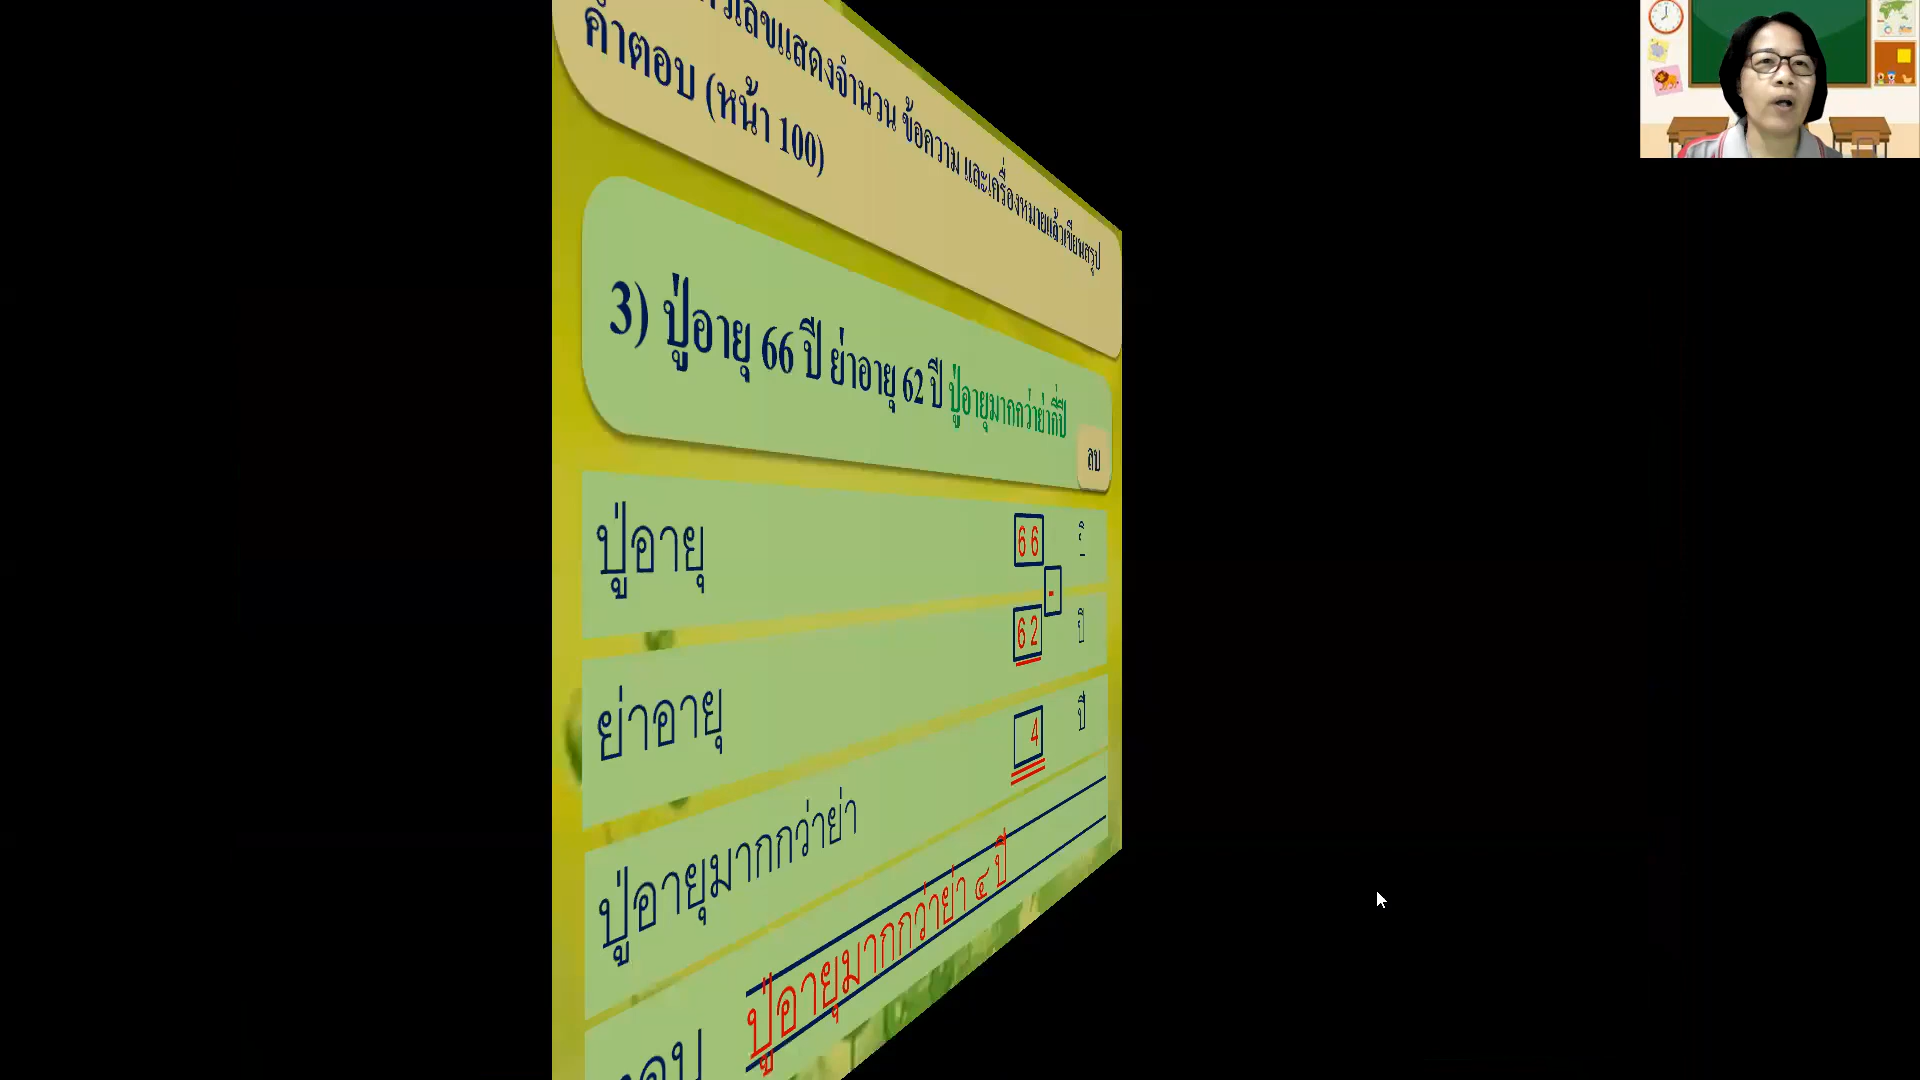 เลขแสดงจำนวน ข้อความ และเครื่องหมายแล้วเขียนสรุป
คำตอบ (หน้า 100)
3) ปู่อายุ 66 ปี ย่าอายุ 62 ปี ปู่อายุมากกว่าย่ากี่ปี
ลบ
ปู่อายุ 66 ปี
-
ย่าอายุ 62 ปี
ปู่อายุมากกว่าย่า 4 ปี
ตอบ ปู่อายุมากกว่าย่า ๔ ปี